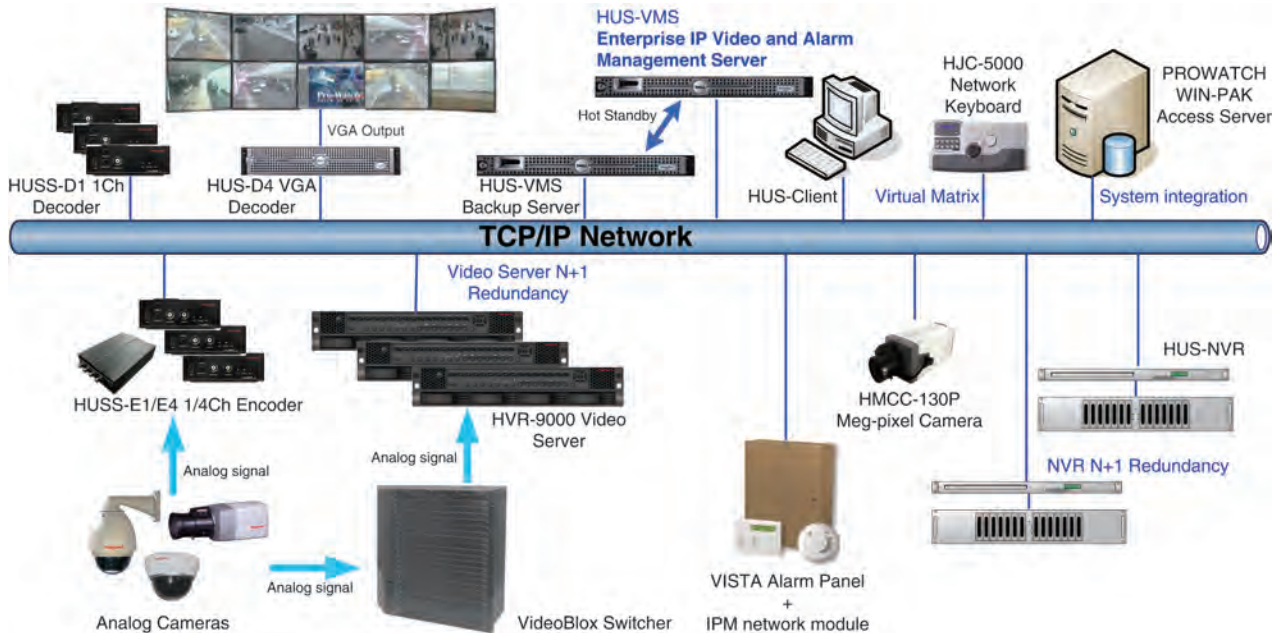 HUS-VMS
Enterprise IP Video and Alarm
Management Server
HJC-5000
Network
Keyboard
PROWATCH
WIN-PAK
Access Server
VGA Output
Hot Standby
HUSS-D1 1Ch
Decoder
HUS-D4 VGA
Decoder
HUS-VMS
Backup Server
HUS-Client
Virtual Matrix
System integration
TCP/IP Network
Video Server N+1
Redundancy
HUSS-E1/E4 1/4Ch Encoder
HVR-9000 Video
Server
HMCC-130P
Meg-pixel Camera
HUS-NVR
NVR N+1 Redundancy
Analog signal
Analog signal
Analog signal
Analog Cameras
VideoBlox Switcher
VISTA Alarm Panel
+
IPM network module